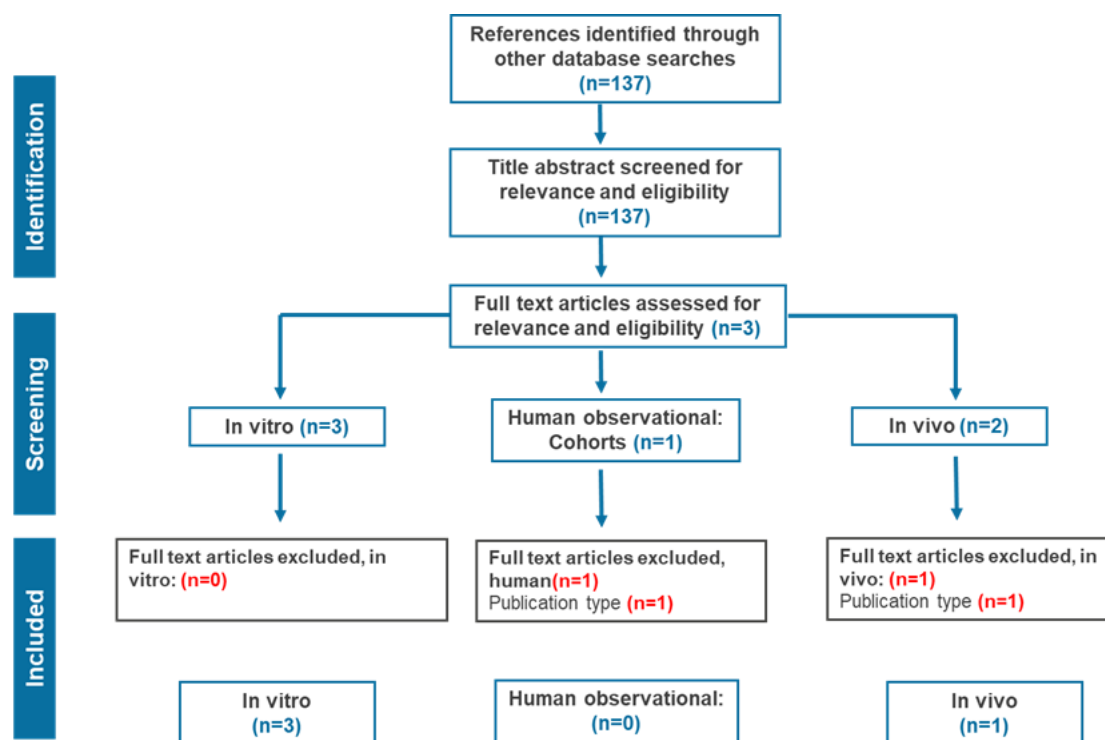 References identified through
other database searches
(n=137)
Identification
Title abstract screened for
relevance and eligibility
(n=137)
Full text articles assessed for
relevance and eligibility (n=3)
Screening
In vitro (n=3)
Human observational:
Cohorts (n=1)
In vivo (n=2)
Included
Full text articles excluded, in
vitro: (n=0)
Full text articles excluded,
human(n=1)
Publication type (n=1)
Full text articles excluded, in
vivo: (n=1)
Publication type (n=1)
In vitro
(n=3)
Human observational:
(n=0)
In vivo
(n=1)